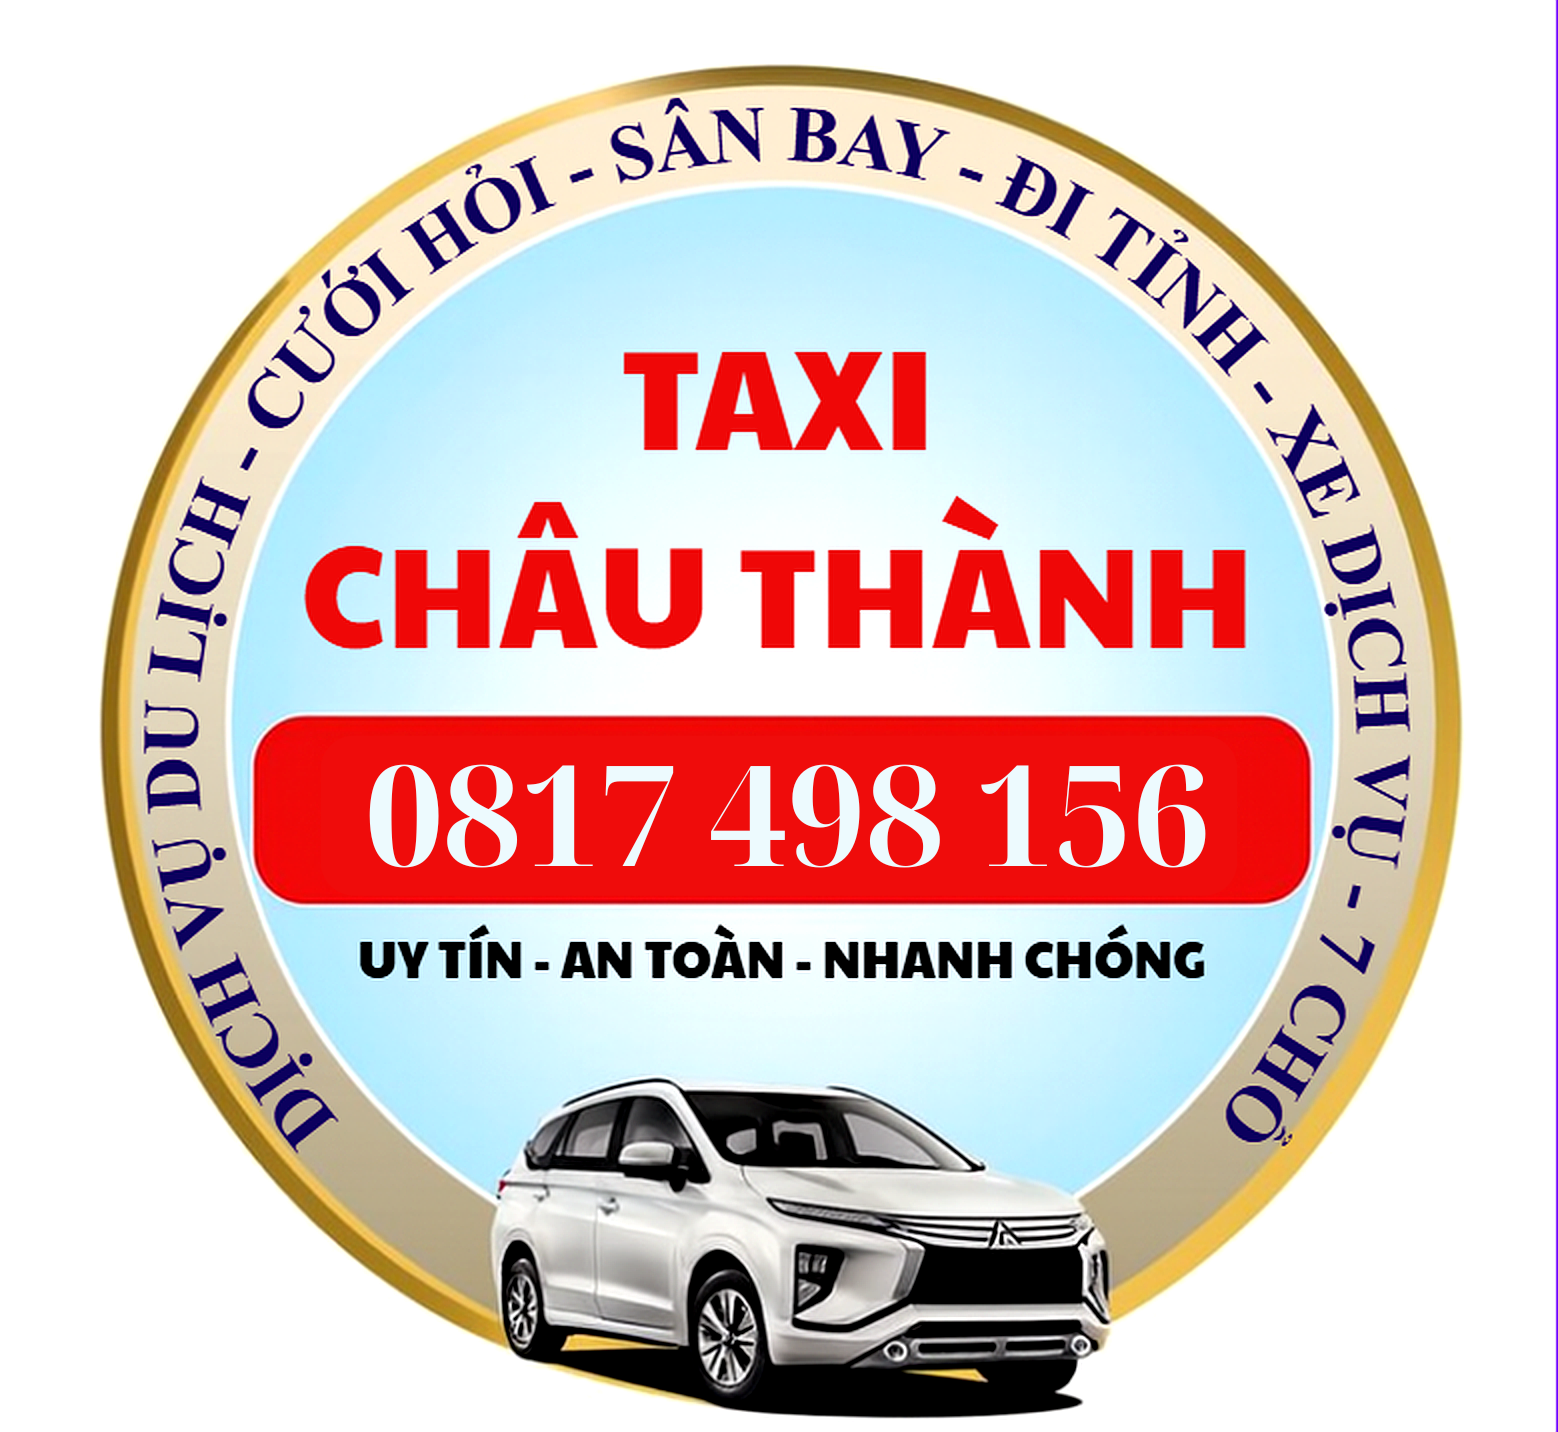 DỊCH VỤ DU LỊCH - CƯỚI HỎI - SÂN BAY - ĐI TỈNH - XE DỊCH VỤ - 7 CHỖ
TAXI
CHÂU THÀNH
0817 498 156
UY TÍN - AN TOÀN - NHANH CHÓNG